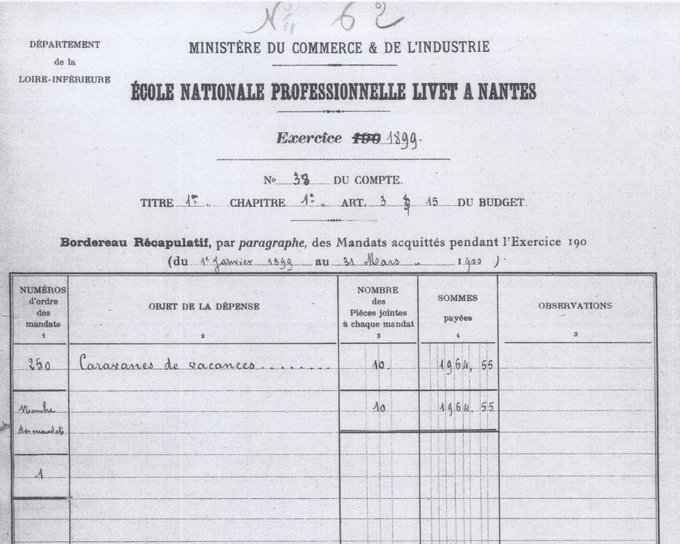 N° 62
DÉPARTEMENT
de la
LOIRE-INFÉRIEURE
MINISTÈRE DU COMMERCE & DE L'INDUSTRIE
ÉCOLE NATIONALE PROFESSIONNELLE LIVET A NANTES
Exercice 190 1899.
No 38 DU COMPTE.
TITRE 1er CHAPITRE 1er ART. 3 § 15 DU BUDGET
Bordereau Récapulatif, par paragraphe, des Mandats acquittés pendant l'Exercice 190
(du 1er Janvier 1899 au 31 Mars 1900).
NUMÉROS
d'ordre
des
mandats
1
OBJET DE LA DÉPENSE
2
NOMBRE
des
Pièces jointes
à chaque mandat
3
SOMMES
payées
4
OBSERVATIONS
5
250 Caravanes de vacances........ 10. 1964,55
Nombre
des mandats
10 1964.55
1